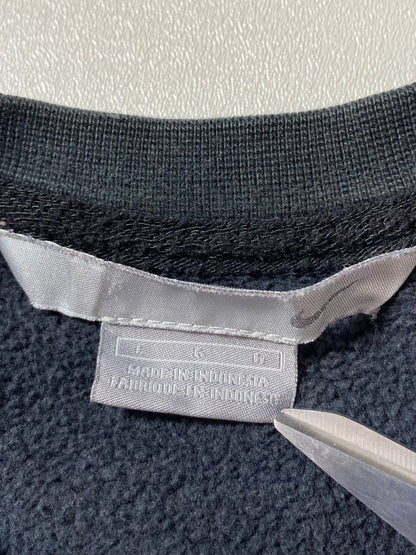 L G G
MADE IN INDONESIA
FABRIQUE EN INDONESIE